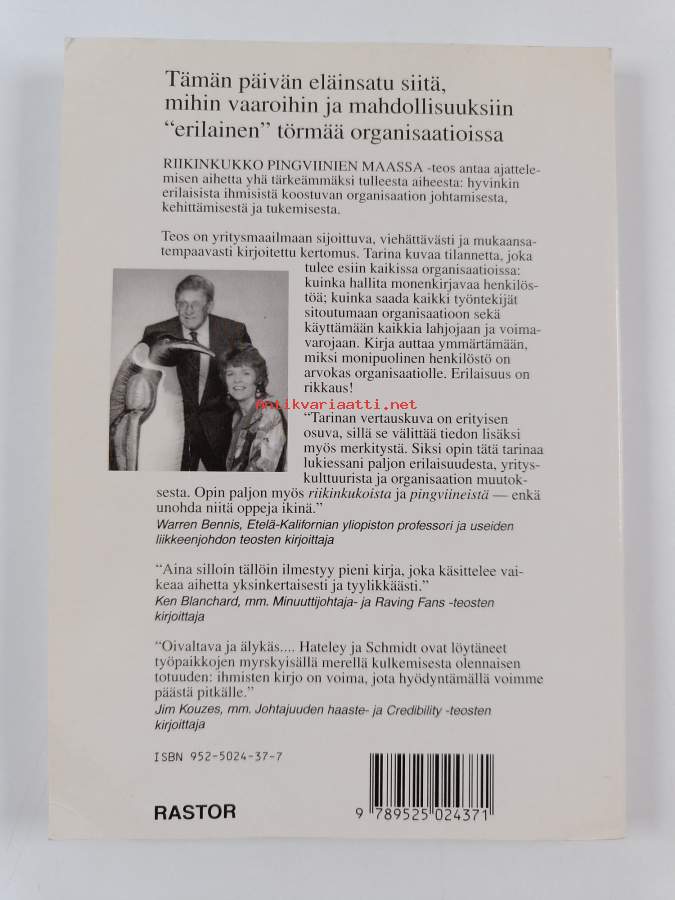 Tämän päivän eläinsatu siitä,
mihin vaaroihin ja mahdollisuuksiin
“erilainen” törmää organisaatioissa
RIIKINKUKKO PINGVIINIEN MAASSA -teos antaa ajattele-
misen aihetta yhä tärkeämmäksi tulleesta aiheesta: hyvinkin
erilaisista ihmisistä koostuvan organisaation johtamisesta,
kehittämisestä ja tukemisesta.
Teos on yritysmaailmaan sijoittuva, viehättävästi ja mukaansa-
tempaavasti kirjoitettu kertomus. Tarina kuvaa tilannetta, joka
tulee esiin kaikissa organisaatioissa:
kuinka hallita monenkirjavaa henkilös-
töä; kuinka saada kaikki työntekijät
sitoutumaan organisaatioon sekä
käyttämään kaikkia lahjojaan ja voima-
varojaan. Kirja auttaa ymmärtämään,
miksi monipuolinen henkilöstö on
arvokas organisaatiolle. Erilaisuus on
rikkaus!
antikvariaatti.net
“Tarinan vertauskuva on erityisen
osuva, sillä se välittää tiedon lisäksi
myös merkitystä. Siksi opin tätä tarinaa
lukiessani paljon erilaisuudesta, yritys-
kulttuurista ja organisaation muutok-
sesta. Opin paljon myös riikinkukoista ja pingviineistä — enkä
unohda niitä oppeja ikinä.”
Warren Bennis, Etelä-Kalifornian yliopiston professori ja useiden
liikkeenjohdon teosten kirjoittaja
“Aina silloin tällöin ilmestyy pieni kirja, joka käsittelee vai-
keaa aihetta yksinkertaisesti ja tyylikkäästi.”
Ken Blanchard, mm. Minuuttijohtaja- ja Raving Fans -teosten
kirjoittaja
“Oivaltava ja älykäs.... Hateley ja Schmidt ovat löytäneet
työpaikkojen myrskyisällä merellä kulkemisesta olennaisen
totuuden: ihmisten kirjo on voima, jota hyödyntämällä voimme
päästä pitkälle.”
Jim Kouzes, mm. Johtajuuden haaste- ja Credibility -teosten
kirjoittaja
ISBN 952-5024-37-7
RASTOR
9 789525 024371